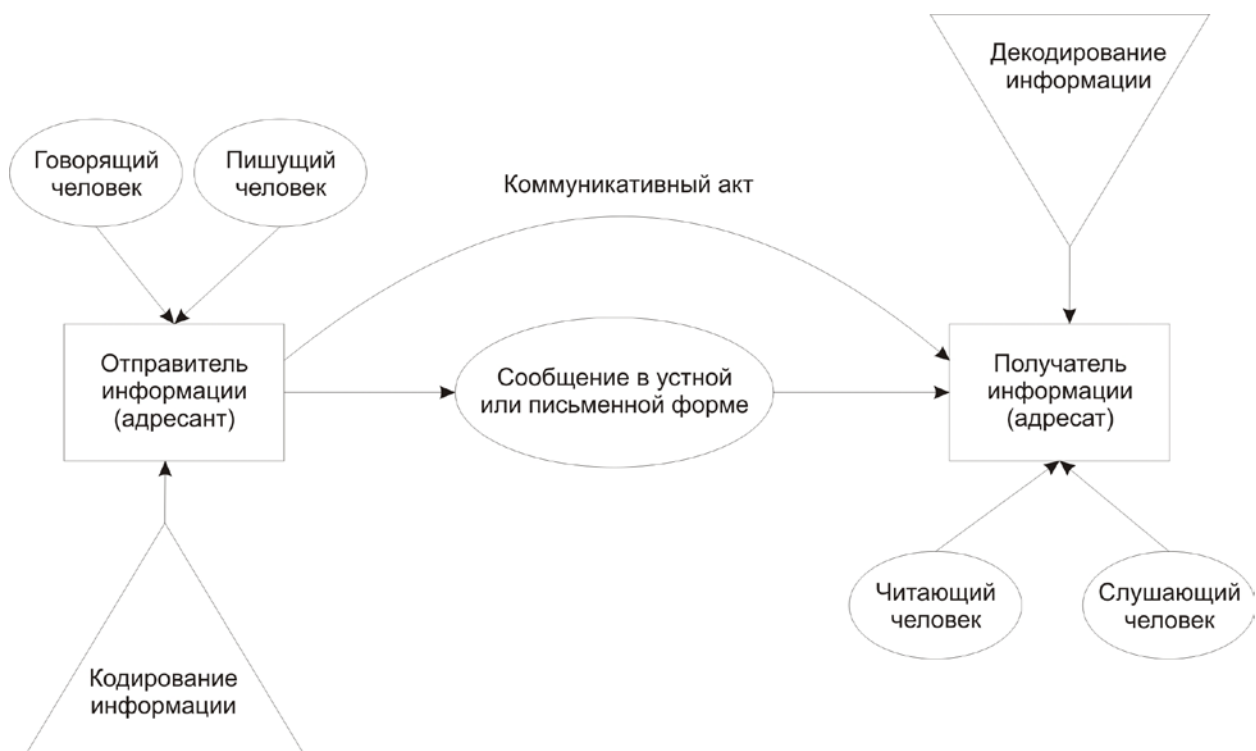 Декодирование
информации
Говорящий
человек
Пишущий
человек
Коммуникативный акт
Отправитель
информации
(адресант)
Сообщение в устной
или письменной форме
Получатель
информации
(адресат)
Читающий
человек
Слушающий
человек
Кодирование
информации